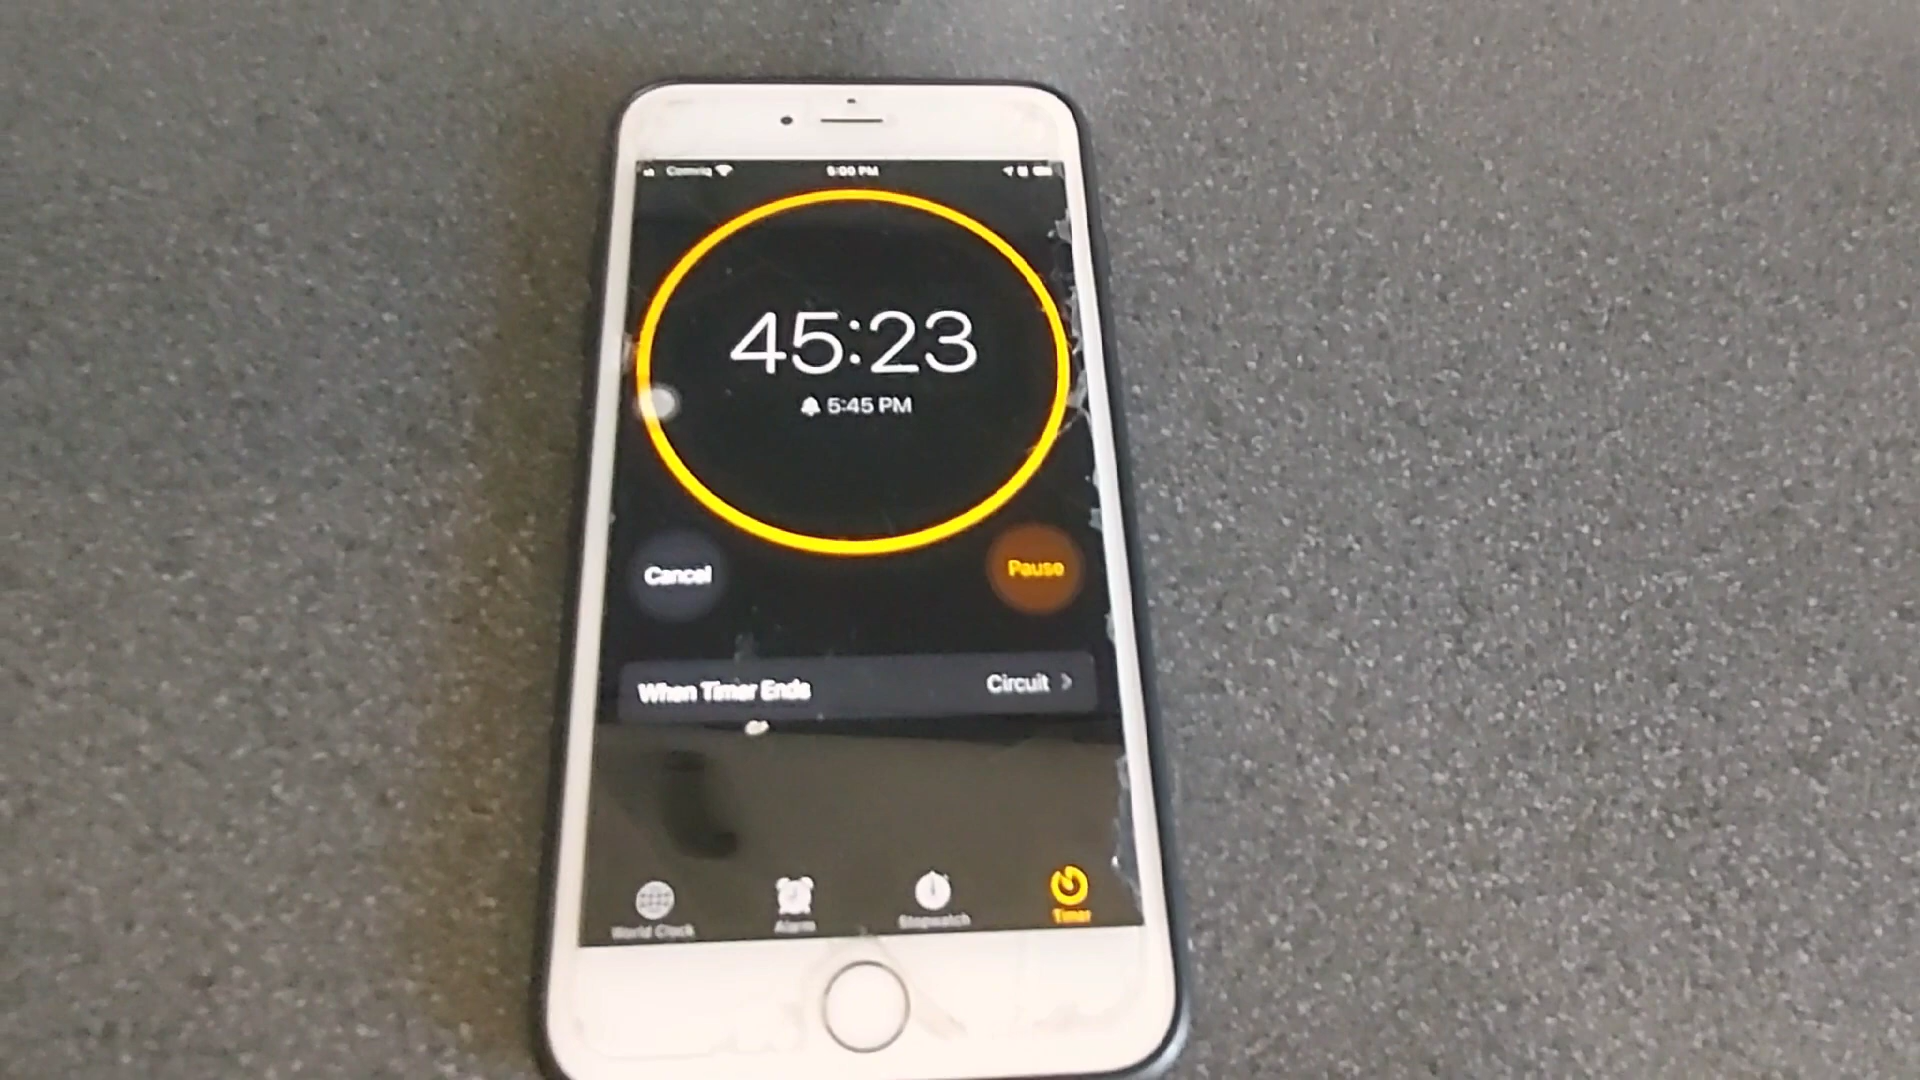 Comviq 5:00 PM
45:23
5:45 PM
Cancel
Pause
When Timer Ends Circuit >
World Clock Alarm Stopwatch Timer